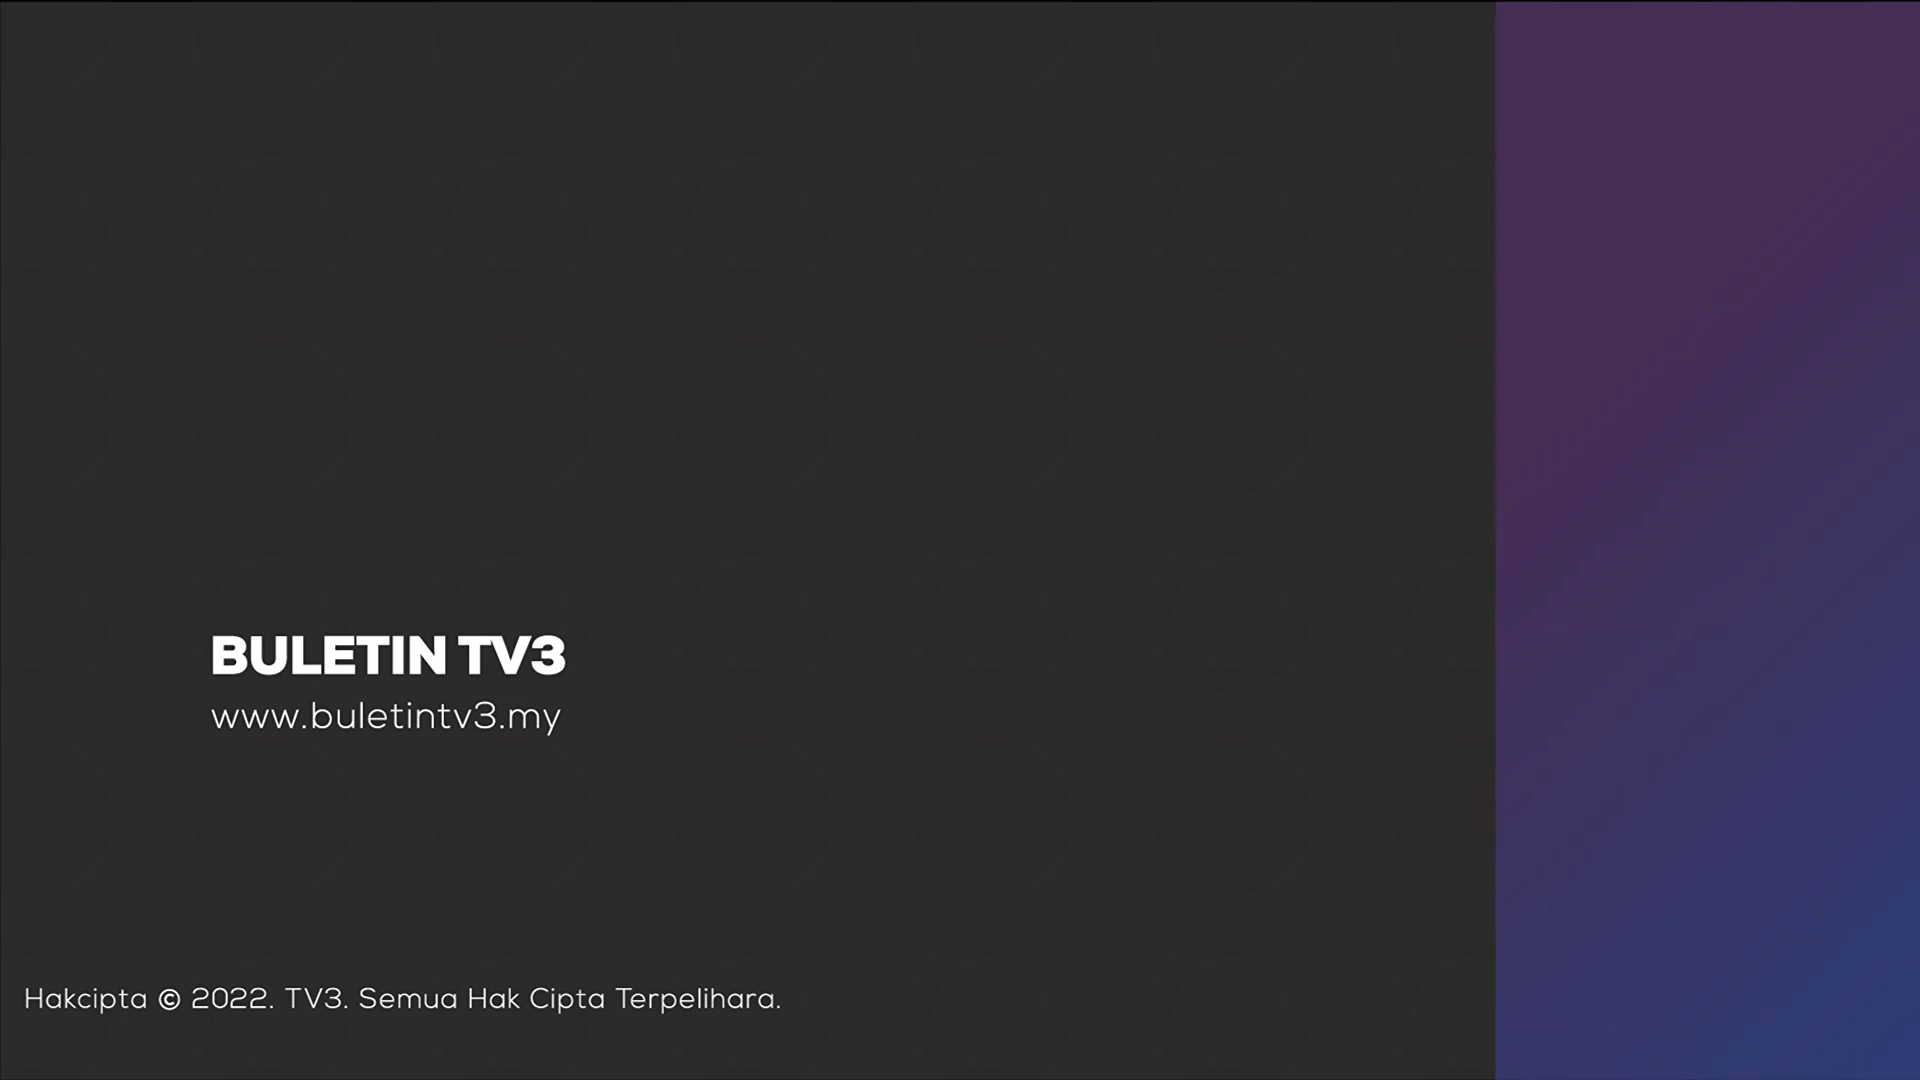 BULETIN TV3
www.buletintv3.my
Hakcipta © 2022. TV3. Semua Hak Cipta Terpelihara.